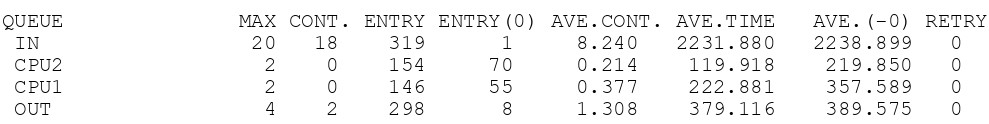 QUEUE MAX CONT. ENTRY ENTRY(0) AVE.CONT. AVE.TIME AVE.(-0) RETRY
IN 20 18 319 1 8.240 2231.880 2238.899 0
CPU2 2 0 154 70 0.214 119.918 219.850 0
CPU1 2 0 146 55 0.377 222.881 357.589 0
OUT 4 2 298 8 1.308 379.116 389.575 0